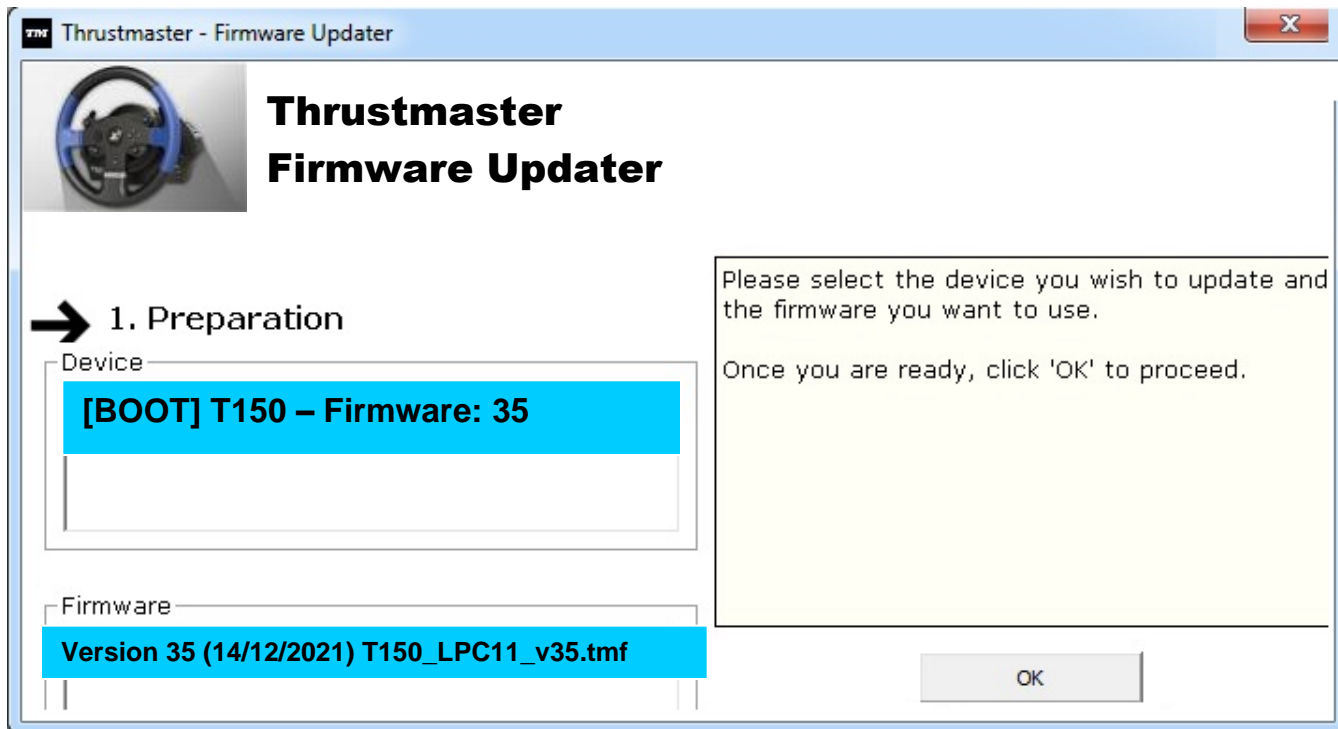 Thrustmaster - Firmware Updater
Thrustmaster
Firmware Updater
1. Preparation
Device
[BOOT] T150 – Firmware: 35
Firmware
Version 35 (14/12/2021) T150_LPC11_v35.tmf
Please select the device you wish to update and
the firmware you want to use.
Once you are ready, click 'OK' to proceed.
OK